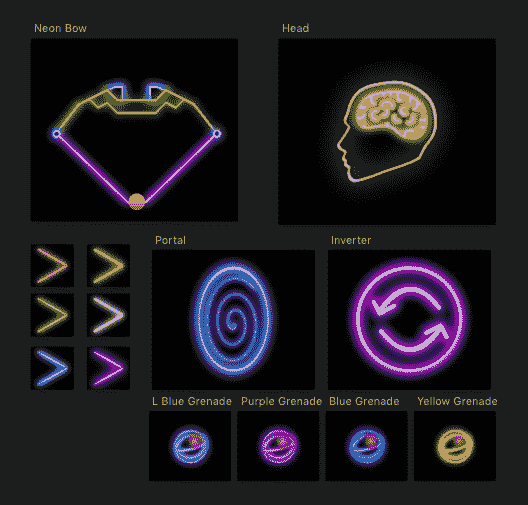 Neon Bow
Head
Portal
Inverter
L Blue Grenade
Purple Grenade
Blue Grenade
Yellow Grenade